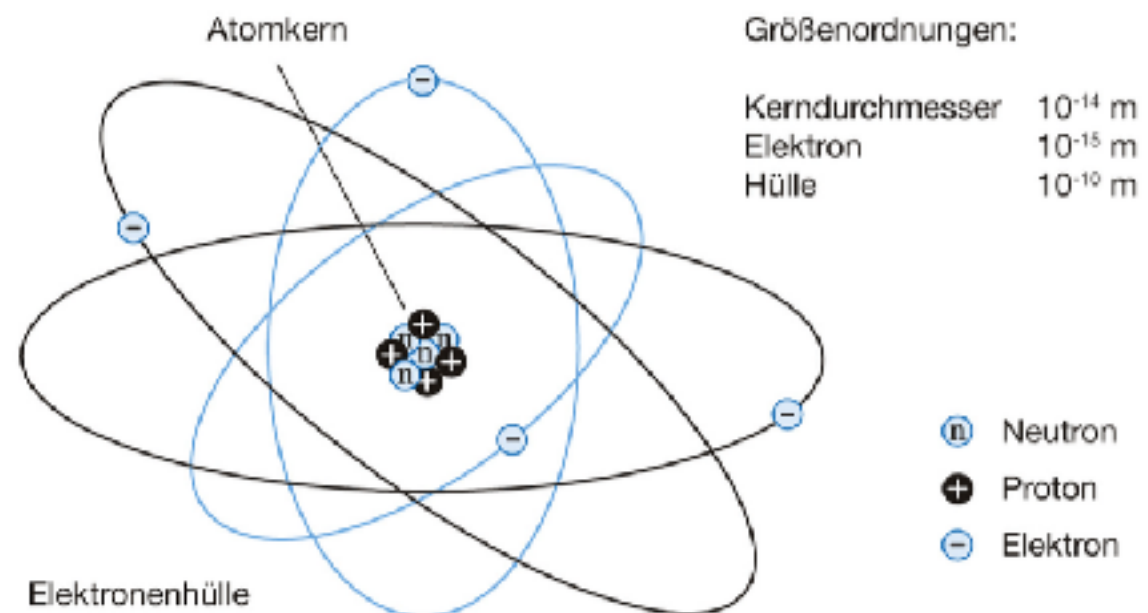 Atomkern
Größenordnungen:
Kerndurchmesser 10⁻¹⁴ m
Elektron 10⁻¹⁵ m
Hülle 10⁻¹⁰ m
+
n
n
+
n
+
n
+
−
−
−
−
n Neutron
+ Proton
− Elektron
Elektronenhülle